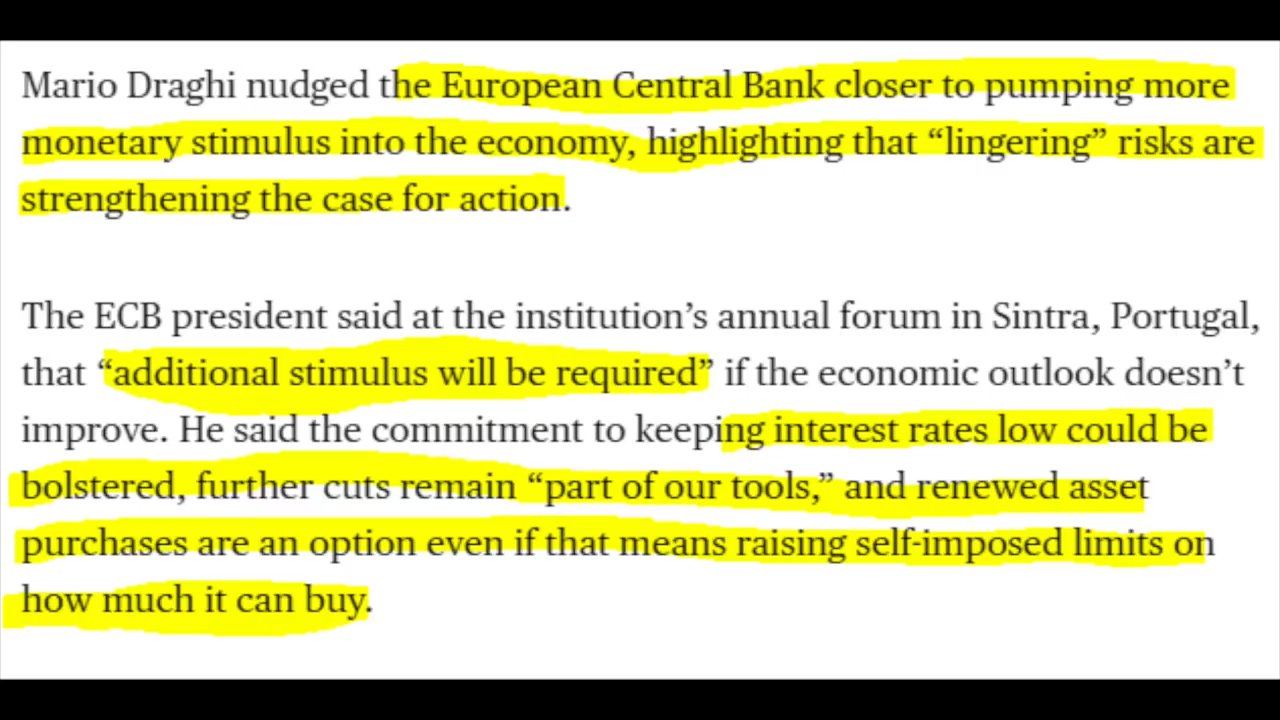 Mario Draghi nudged the European Central Bank closer to pumping more
monetary stimulus into the economy, highlighting that “lingering” risks are
strengthening the case for action.
The ECB president said at the institution’s annual forum in Sintra, Portugal,
that “additional stimulus will be required” if the economic outlook doesn’t
improve. He said the commitment to keeping interest rates low could be
bolstered, further cuts remain “part of our tools,” and renewed asset
purchases are an option even if that means raising self-imposed limits on
how much it can buy.